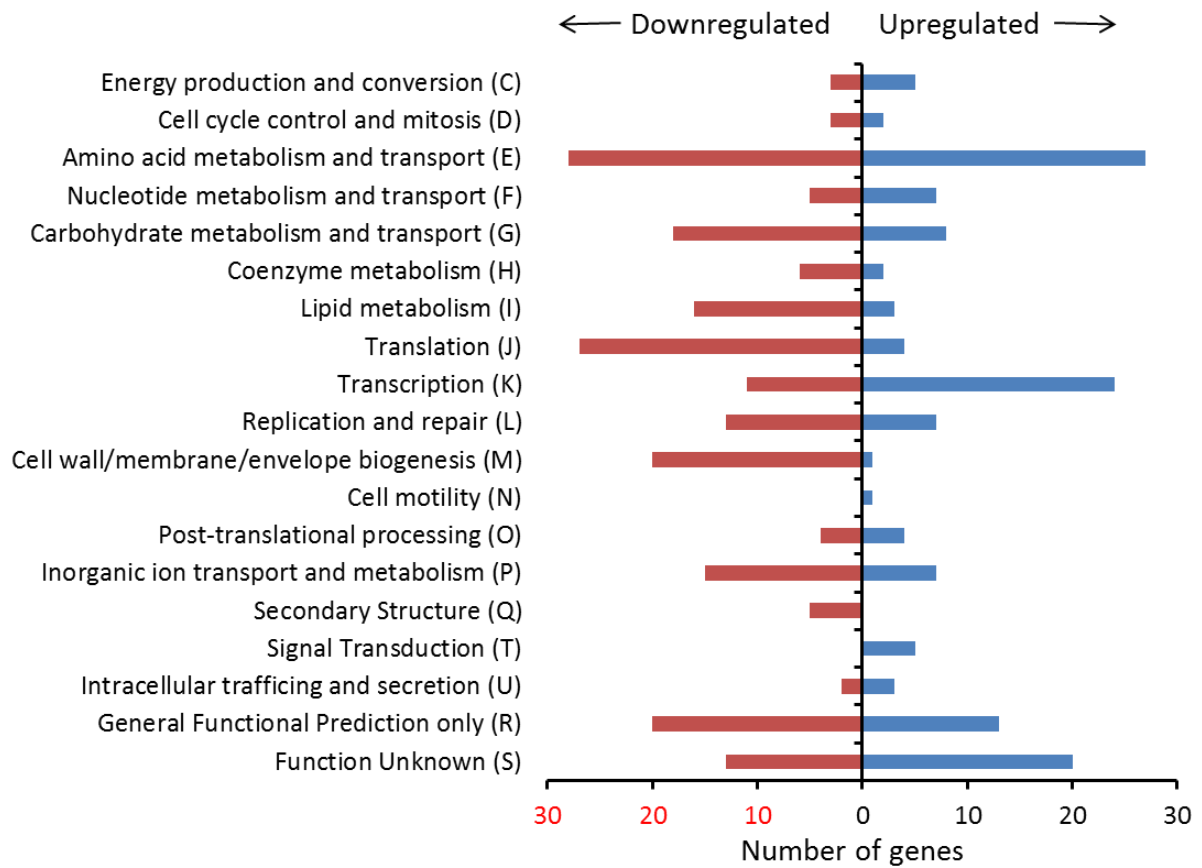 ← Downregulated Upregulated →
Energy production and conversion (C)
Cell cycle control and mitosis (D)
Amino acid metabolism and transport (E)
Nucleotide metabolism and transport (F)
Carbohydrate metabolism and transport (G)
Coenzyme metabolism (H)
Lipid metabolism (I)
Translation (J)
Transcription (K)
Replication and repair (L)
Cell wall/membrane/envelope biogenesis (M)
Cell motility (N)
Post-translational processing (O)
Inorganic ion transport and metabolism (P)
Secondary Structure (Q)
Signal Transduction (T)
Intracellular trafficing and secretion (U)
General Functional Prediction only (R)
Function Unknown (S)
30 20 10 0 10 20 30
Number of genes